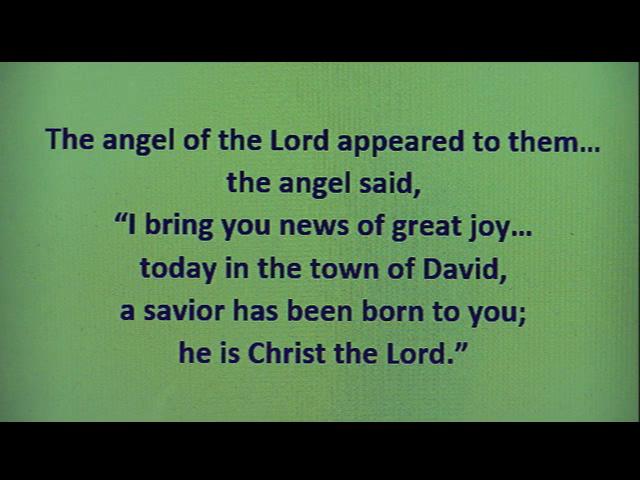 The angel of the Lord appeared to them...
the angel said,
“I bring you news of great joy...
today in the town of David,
a savior has been born to you;
he is Christ the Lord.”